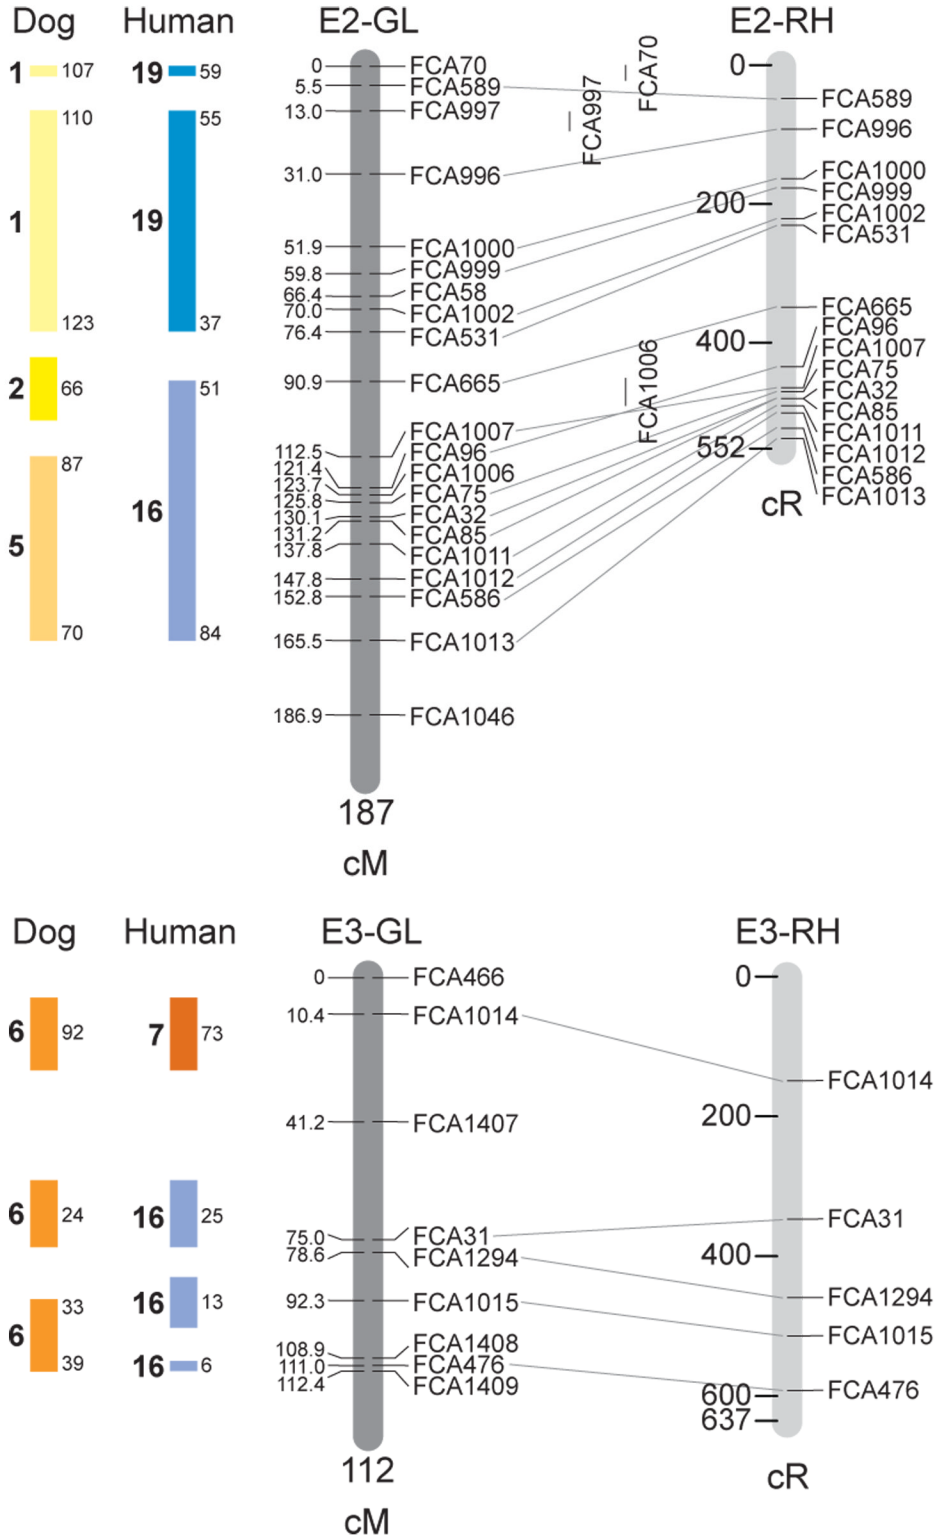 Dog Human E2-GL E2-RH
1 107 19 59
1 110 123
19 55 37
2 66
5 87 70
16 51 84
0 FCA70
5.5 FCA589
13.0 FCA997
31.0 FCA996
51.9 FCA1000
59.8 FCA999
66.4 FCA58
70.0 FCA1002
76.4 FCA531
90.9 FCA665
112.5 FCA1007
121.4 FCA96
123.7 FCA1006
125.8 FCA75
130.1 FCA32
131.2 FCA85
137.8 FCA1011
147.8 FCA1012
152.8 FCA586
165.5 FCA1013
186.9 FCA1046
187
cM
FCA997
FCA70
FCA1006
0
200
400
552
cR
FCA589
FCA996
FCA1000
FCA999
FCA1002
FCA531
FCA665
FCA96
FCA1007
FCA75
FCA32
FCA85
FCA1011
FCA1012
FCA586
FCA1013
Dog Human E3-GL E3-RH
6 92 7 73
6 24 16 25
6 33 39
16 13
16 6
0 FCA466
10.4 FCA1014
41.2 FCA1407
75.0 FCA31
78.6 FCA1294
92.3 FCA1015
108.9 FCA1408
111.0 FCA476
112.4 FCA1409
112
cM
0
200
400
600
637
cR
FCA1014
FCA31
FCA1294
FCA1015
FCA476